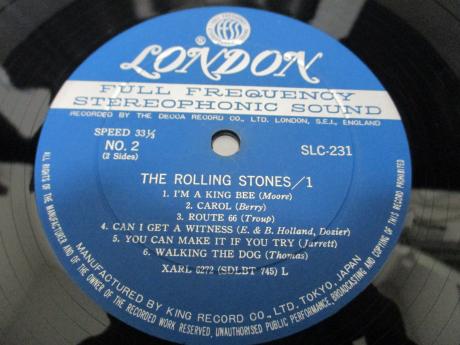 ®
LONDON
FULL FREQUENCY
STEREOPHONIC SOUND
RECORDED BY THE DECCA RECORD CO., LTD. LONDON, S.E.I., ENGLAND
SPEED 33⅓
NO. 2
(2 Sides)
SLC-231
THE ROLLING STONES/1
1. I'M A KING BEE (Moore)
2. CAROL (Berry)
3. ROUTE 66 (Troup)
4. CAN I GET A WITNESS (E. & B. Holland, Dozier)
5. YOU CAN MAKE IT IF YOU TRY (Jarrett)
6. WALKING THE DOG (Thomas)
XARL 6272 (SDLBT 745) L
MANUFACTURED BY KING RECORD CO., LTD. TOKYO, JAPAN
ALL RIGHTS OF THE MANUFACTURER AND OF THE OWNER OF THE RECORDED WORK RESERVED, UNAUTHORISED PUBLIC PERFORMANCE, BROADCASTING AND COPYING OF THIS RECORD PROHIBITED